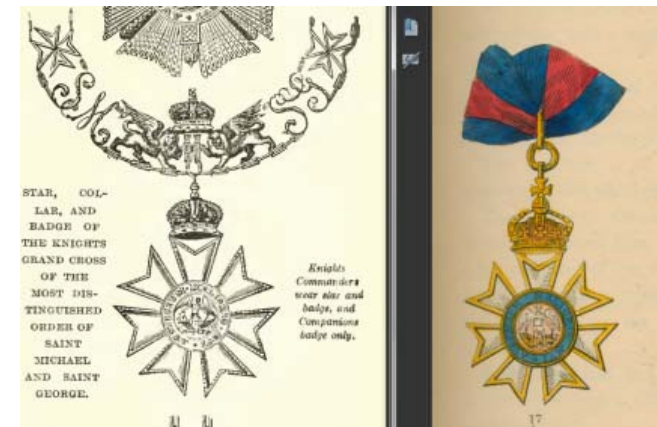 STAR, COL-
LAR, AND
BADGE OF
THE KNIGHTS
GRAND CROSS
OF THE
MOST DIS-
TINGUISHED
ORDER OF
SAINT
MICHAEL
AND SAINT
GEORGE.
Knights
Commanders
wear star and
badge, and
Companions
badge only.
17